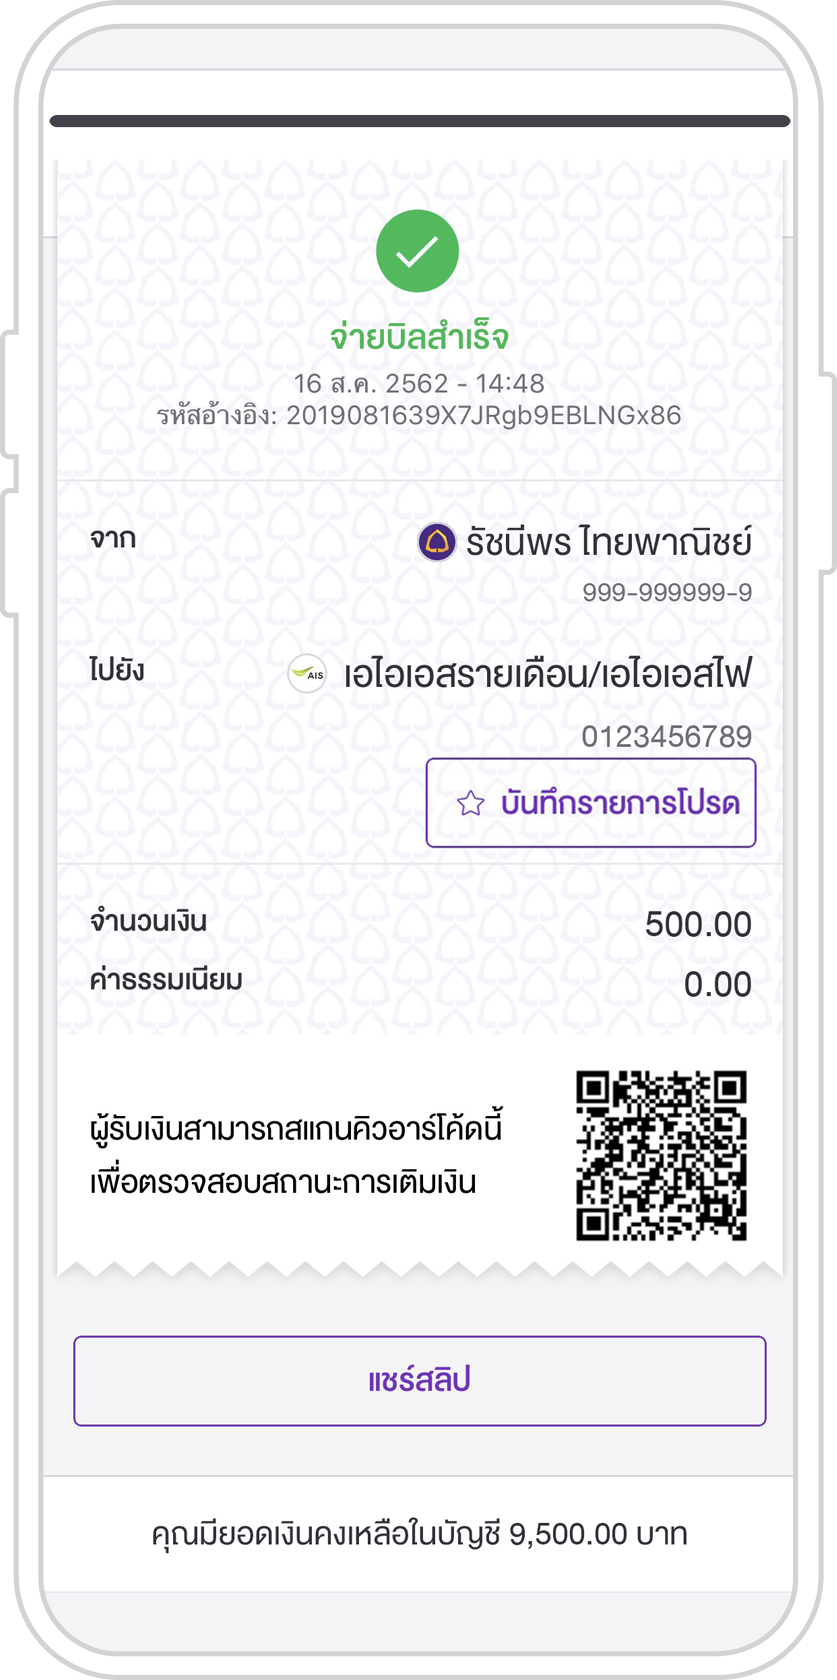 จ่ายบิลสำเร็จ
16 ส.ค. 2562 - 14:48
รหัสอ้างอิง: 2019081639X7JRgb9EBLNGx86
จาก
รัชนีพร ไทยพาณิชย์
999-999999-9
ไปยัง
AIS
เอไอเอสรายเดือน/เอไอเอสไฟ
0123456789
บันทึกรายการโปรด
จำนวนเงิน
500.00
ค่าธรรมเนียม
0.00
ผู้รับเงินสามารถสแกนคิวอาร์โค้ดนี้
เพื่อตรวจสอบสถานะการเติมเงิน
แชร์สลิป
คุณมียอดเงินคงเหลือในบัญชี 9,500.00 บาท